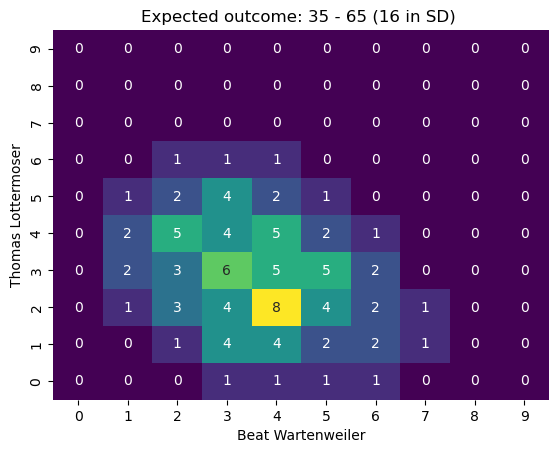 Expected outcome: 35 - 65 (16 in SD)
Thomas Lottermoser
9 0 0 0 0 0 0 0 0 0 0
8 0 0 0 0 0 0 0 0 0 0
7 0 0 0 0 0 0 0 0 0 0
6 0 0 1 1 1 0 0 0 0 0
5 0 1 2 4 2 1 0 0 0 0
4 0 2 5 4 5 2 1 0 0 0
3 0 2 3 6 5 5 2 0 0 0
2 0 1 3 4 8 4 2 1 0 0
1 0 0 1 4 4 2 2 1 0 0
0 0 0 0 1 1 1 1 0 0 0
0 1 2 3 4 5 6 7 8 9
Beat Wartenweiler